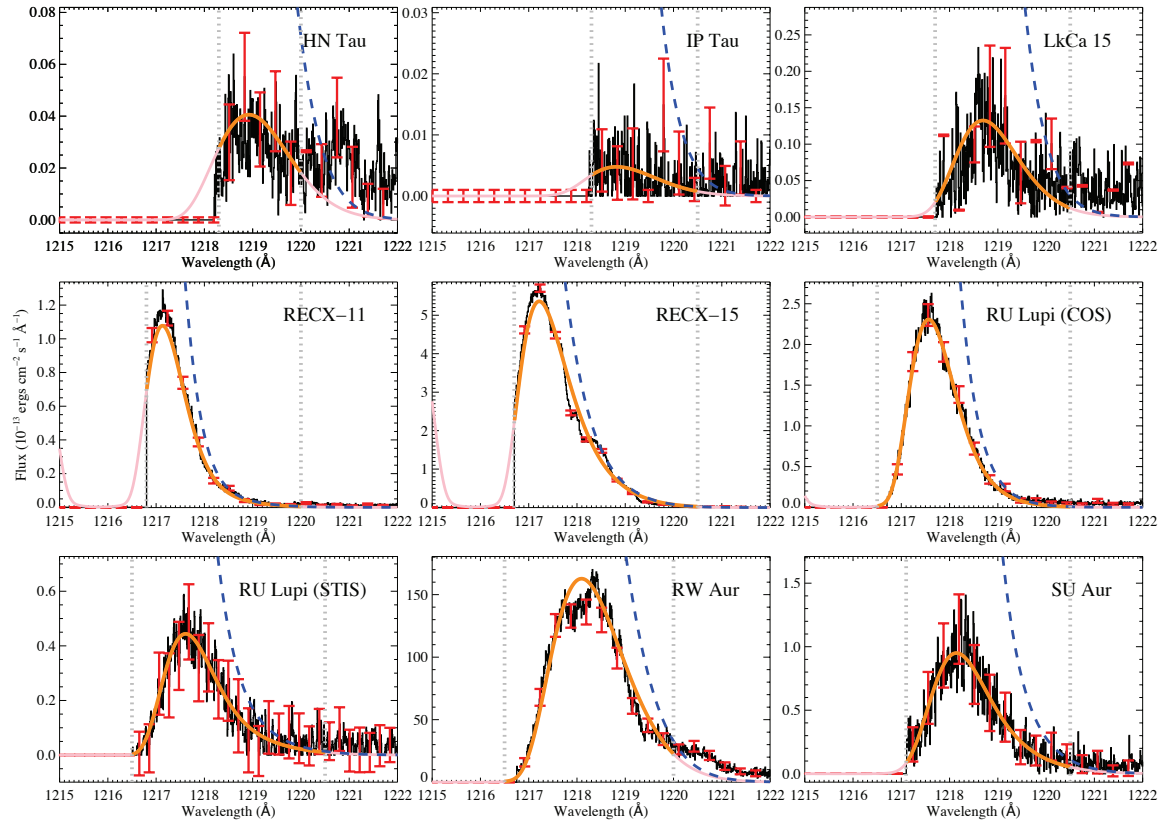 HN Tau
0.08
0.06
0.04
0.02
0.00
1215 1216 1217 1218 1219 1220 1221 1222
Wavelength (Å)
IP Tau
0.03
0.02
0.01
0.00
1215 1216 1217 1218 1219 1220 1221 1222
Wavelength (Å)
LkCa 15
0.25
0.20
0.15
0.10
0.05
0.00
1215 1216 1217 1218 1219 1220 1221 1222
Wavelength (Å)
RECX−11
1.2
1.0
0.8
0.6
0.4
0.2
0.0
Flux (10⁻¹³ ergs cm⁻² s⁻¹ Å⁻¹)
1215 1216 1217 1218 1219 1220 1221 1222
Wavelength (Å)
RECX−15
5
4
3
2
1
0
1215 1216 1217 1218 1219 1220 1221 1222
Wavelength (Å)
RU Lupi (COS)
2.5
2.0
1.5
1.0
0.5
0.0
1215 1216 1217 1218 1219 1220 1221 1222
Wavelength (Å)
RU Lupi (STIS)
0.6
0.4
0.2
0.0
1215 1216 1217 1218 1219 1220 1221 1222
Wavelength (Å)
RW Aur
150
100
50
0
1215 1216 1217 1218 1219 1220 1221 1222
Wavelength (Å)
SU Aur
1.5
1.0
0.5
0.0
1215 1216 1217 1218 1219 1220 1221 1222
Wavelength (Å)